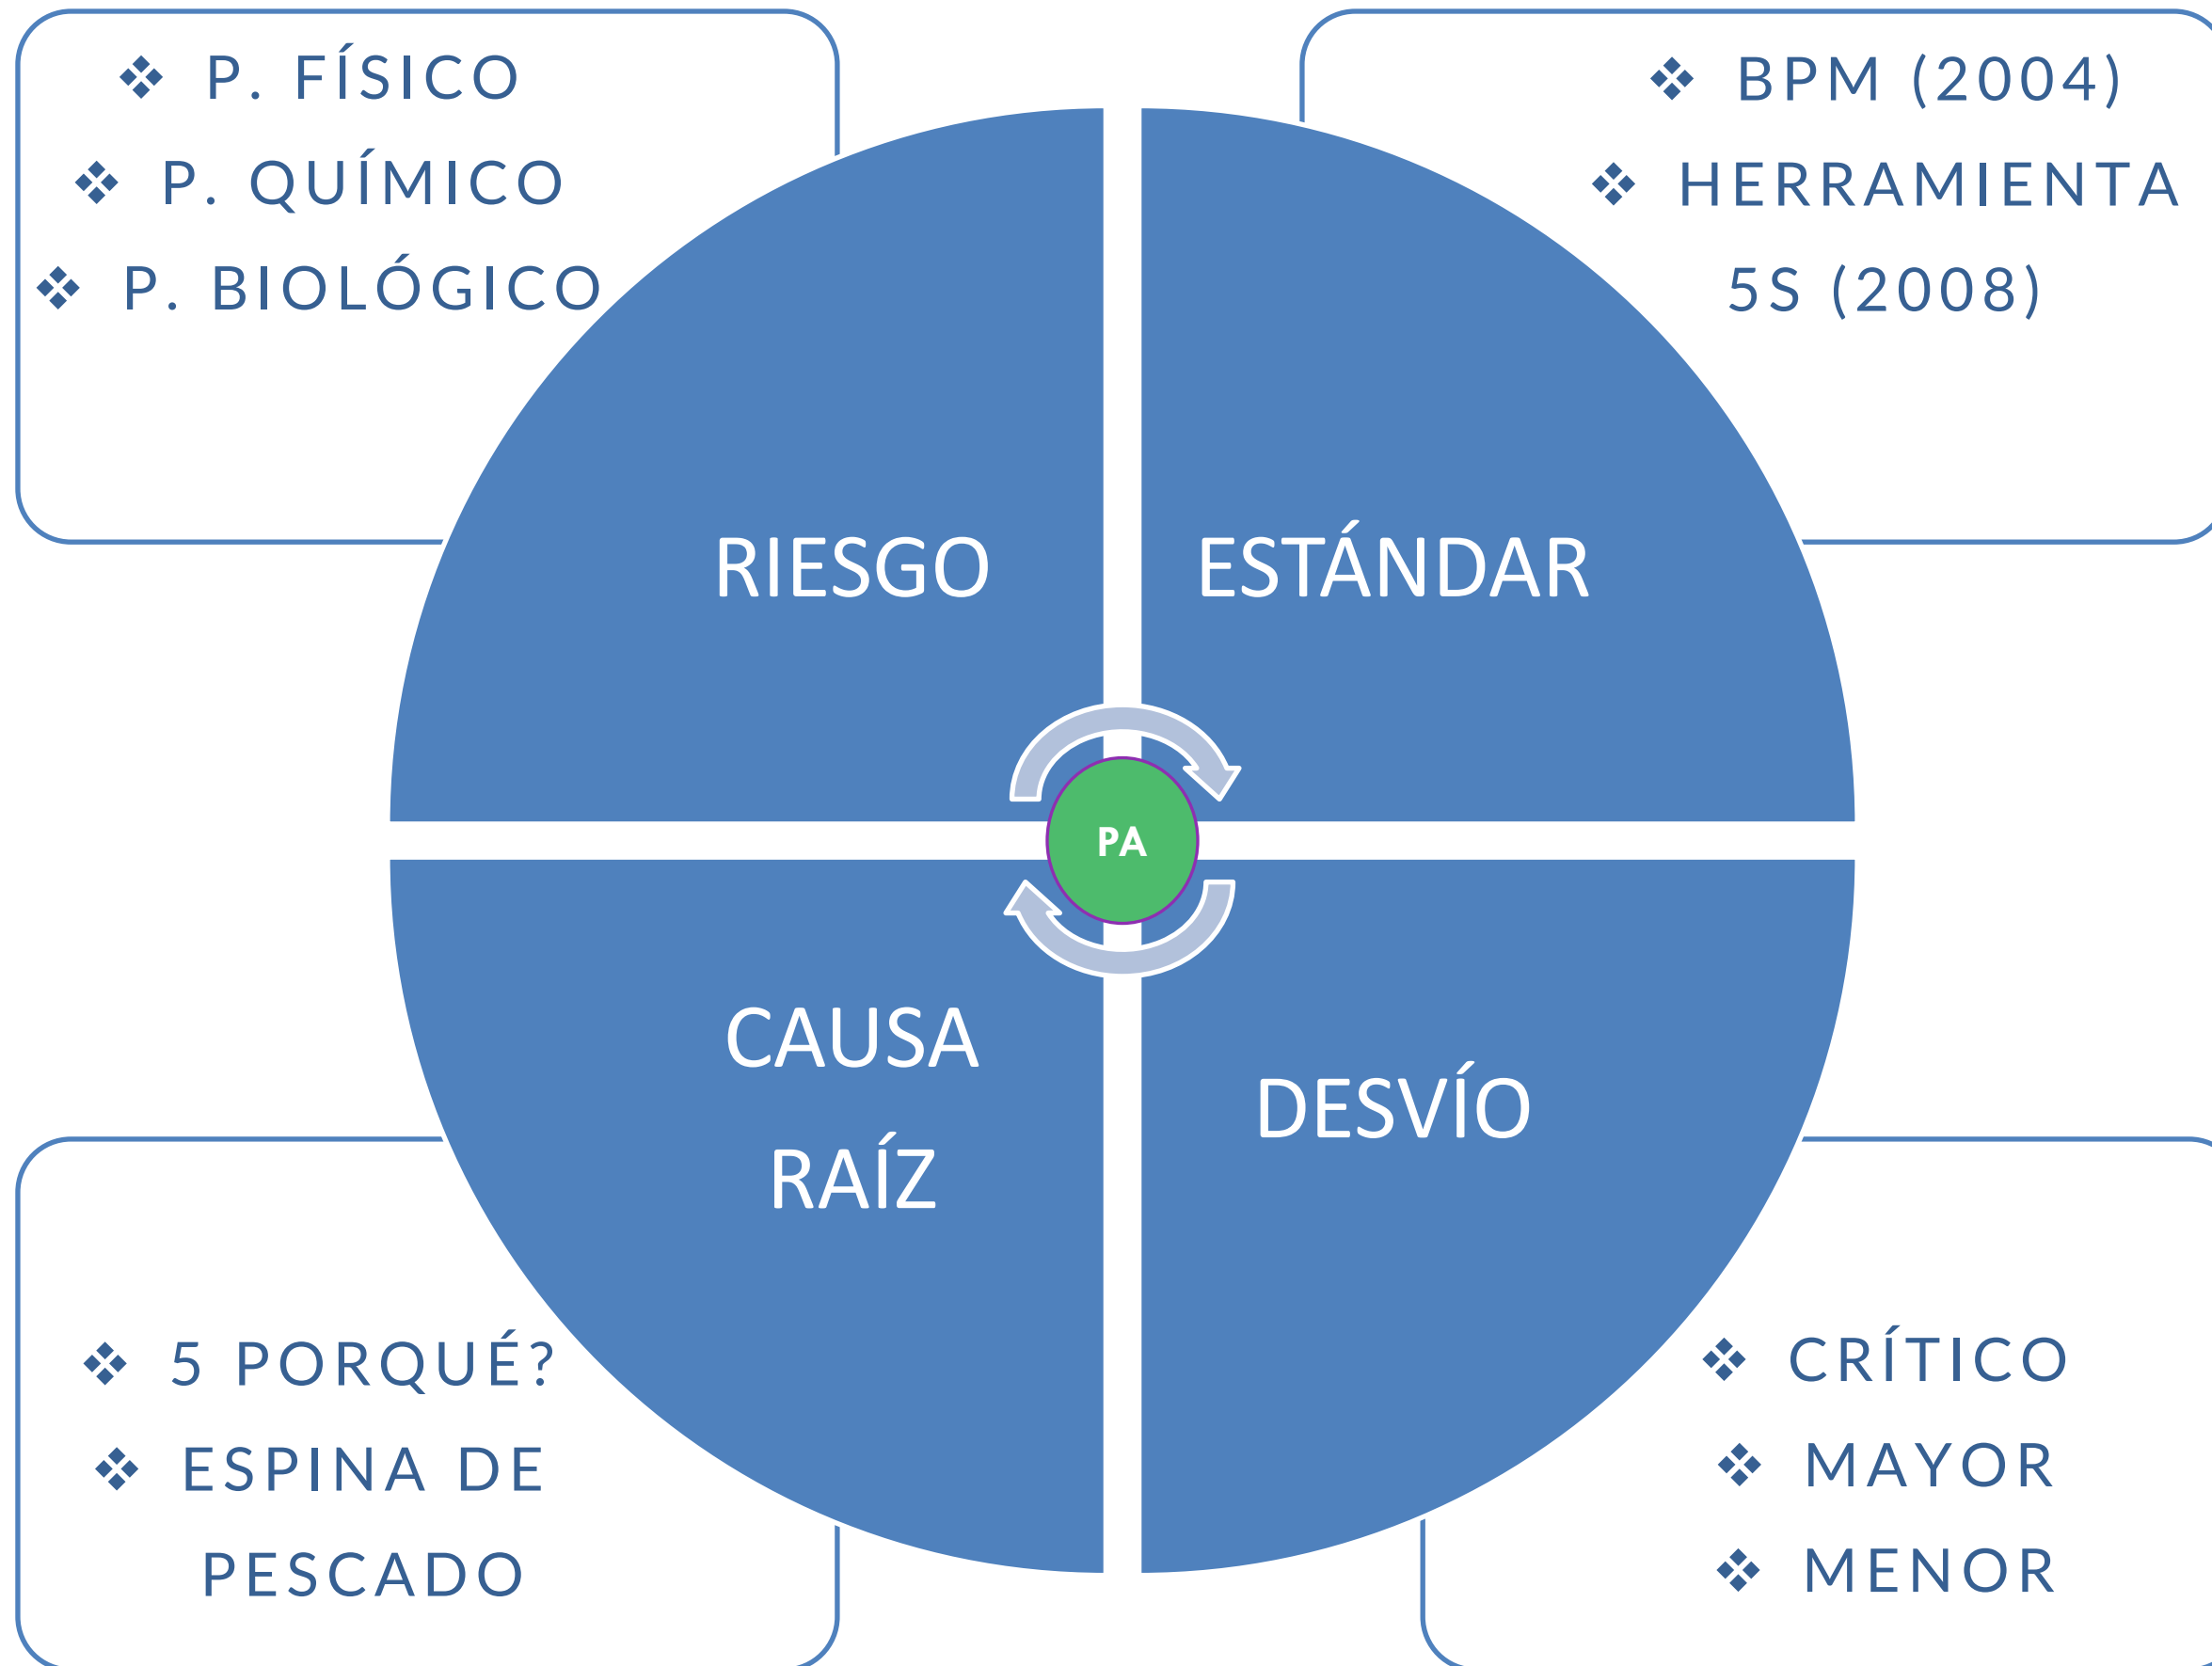 ❖ P. FÍSICO
❖ P. QUÍMICO
❖ P. BIOLÓGICO
❖ BPM (2004)
❖ HERRAMIENTA
5S (2008)
RIESGO
ESTÁNDAR
PA
CAUSA
RAÍZ
DESVÍO
❖ 5 PORQUÉ?
❖ ESPINA DE
PESCADO
❖ CRÍTICO
❖ MAYOR
❖ MENOR